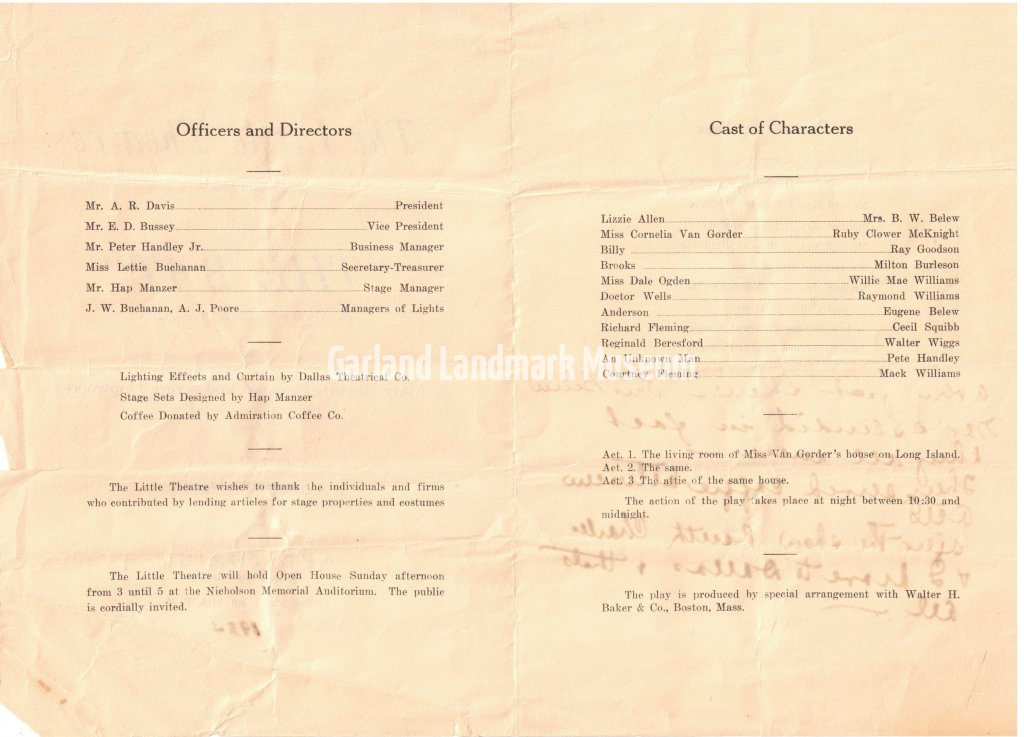 Officers and Directors
Mr. A. R. Davis President
Mr. E. D. Bussey Vice President
Mr. Peter Handley Jr. Business Manager
Miss Lettie Buchanan Secretary-Treasurer
Mr. Hap Manzer Stage Manager
J. W. Buchanan, A. J. Poore Managers of Lights
Lighting Effects and Curtain by Dallas Theatrical Co.
Stage Sets Designed by Hap Manzer
Coffee Donated by Admiration Coffee Co.
The Little Theatre wishes to thank the individuals and firms
who contributed by lending articles for stage properties and costumes
The Little Theatre will hold Open House Sunday afternoon
from 3 until 5 at the Nicholson Memorial Auditorium. The public
is cordially invited.
Cast of Characters
Lizzie Allen Mrs. B. W. Belew
Miss Cornelia Van Gorder Ruby Clower McKnight
Billy Ray Goodson
Brooks Milton Burleson
Miss Dale Ogden Willie Mae Williams
Doctor Wells Raymond Williams
Anderson Eugene Belew
Richard Fleming Cecil Squibb
Reginald Beresford Walter Wiggs
An Unknown Man Pete Handley
Courtney Fleming Mack Williams
Act. 1. The living room of Miss Van Gorder's house on Long Island.
Act. 2. The same.
Act. 3 The attic of the same house.
The action of the play takes place at night between 10:30 and
midnight.
The play is produced by special arrangement with Walter H.
Baker & Co., Boston, Mass.
Garland Landmark Museum